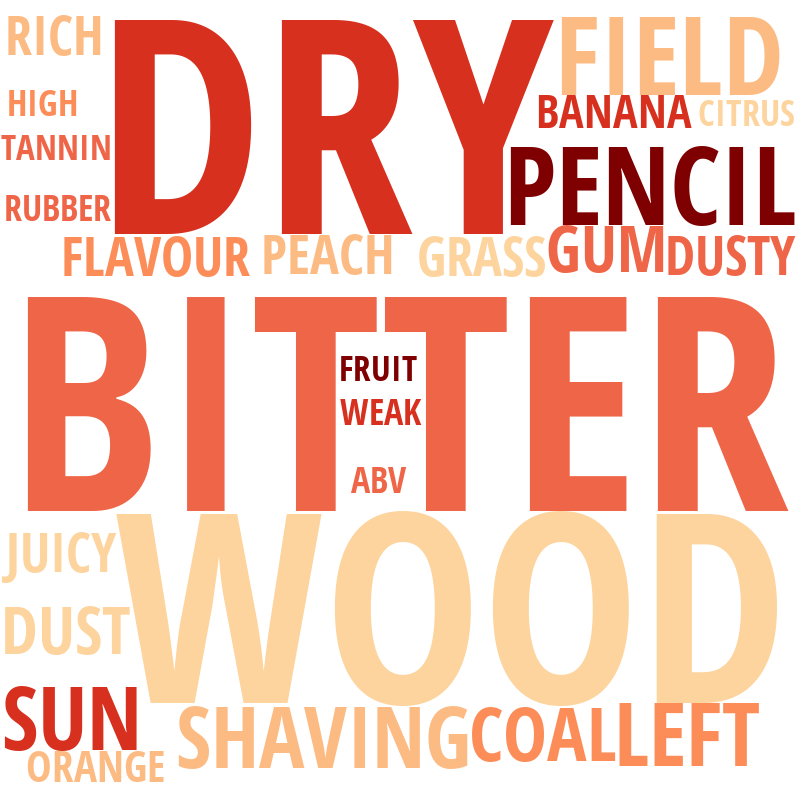 RICH
DRY
FIELD
HIGH
BANANA
CITRUS
TANNIN
PENCIL
RUBBER
FLAVOUR
PEACH
GRASS
GUM
DUSTY
BITTER
FRUIT
WEAK
ABV
JUICY
WOOD
DUST
SUN
SHAVING
COAL
LEFT
ORANGE